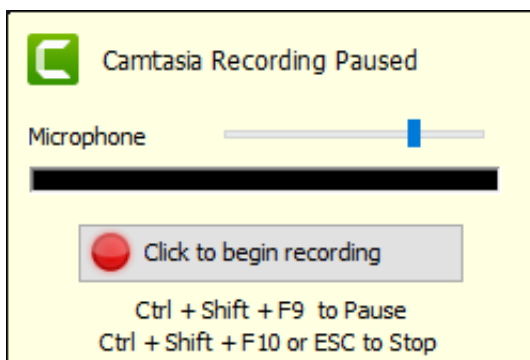 Camtasia Recording Paused
Microphone
Click to begin recording
Ctrl + Shift + F9 to Pause
Ctrl + Shift + F10 or ESC to Stop